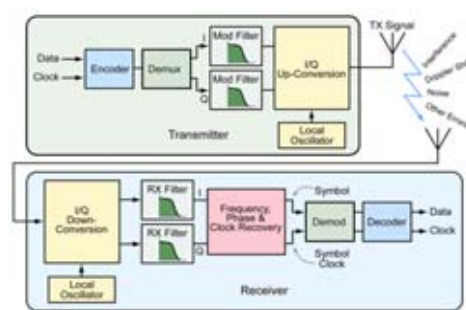 TX Signal
Data
Clock
Encoder
Demux
I
Q
Mod Filter
Mod Filter
I/Q
Up-Conversion
Local
Oscillator
Transmitter
Interference
Doppler
Noise
Other Errors
I/Q
Down-
Conversion
Local
Oscillator
RX Filter
RX Filter
I
Q
Frequency,
Phase &
Clock Recovery
Symbol
Symbol
Clock
Demod
Decoder
Data
Clock
Receiver